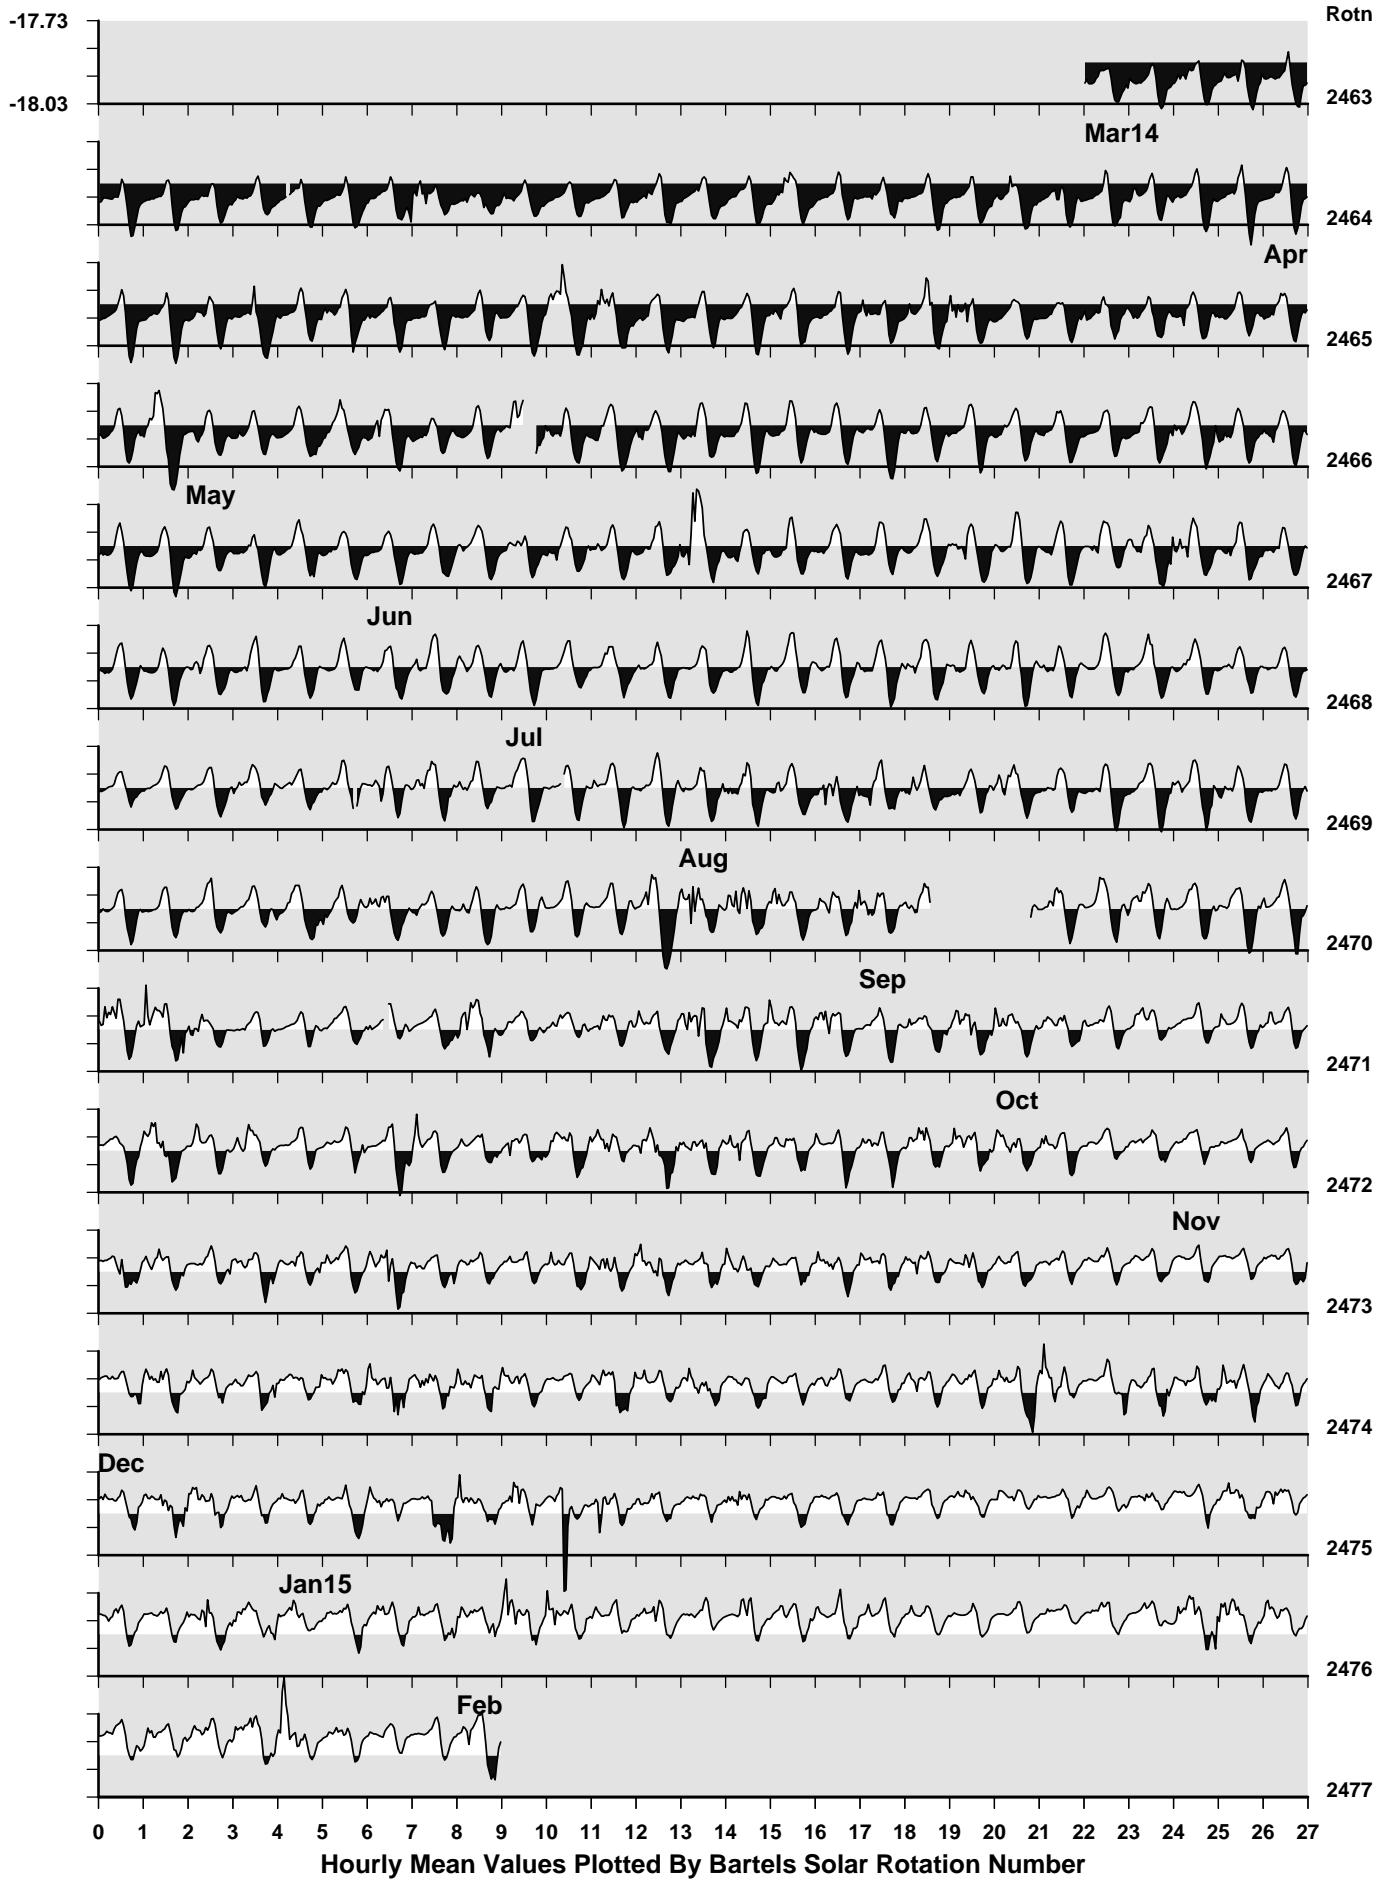 -17.73
Rotn
-18.03
2463
Mar14
2464
Apr
2465
2466
May
2467
Jun
2468
Jul
2469
Aug
2470
Sep
2471
Oct
2472
Nov
2473
2474
Dec
2475
Jan15
2476
Feb
2477
0 1 2 3 4 5 6 7 8 9 10 11 12 13 14 15 16 17 18 19 20 21 22 23 24 25 26 27
Hourly Mean Values Plotted By Bartels Solar Rotation Number